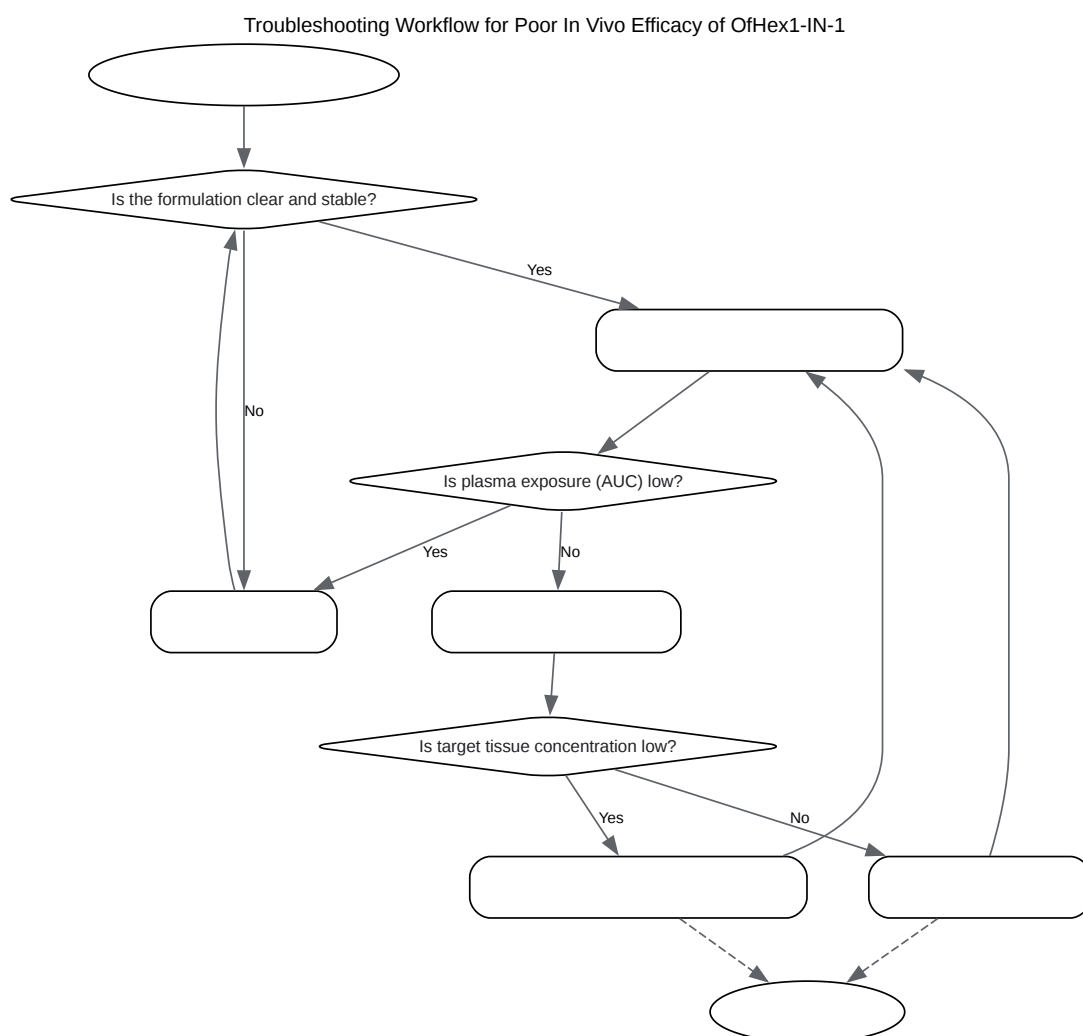 Troubleshooting Workflow for Poor In Vivo Efficacy of OfHex1-IN-1
Is the formulation clear and stable?
Yes
No
Is plasma exposure (AUC) low?
Yes
No
Is target tissue concentration low?
Yes
No